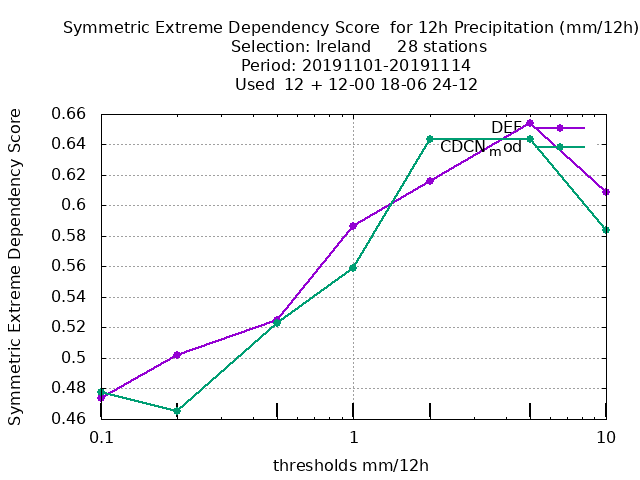 Symmetric Extreme Dependency Score for 12h Precipitation (mm/12h)
Selection: Ireland 28 stations
Period: 20191101-20191114
Used 12 + 12-00 18-06 24-12
Symmetric Extreme Dependency Score
0.66
0.64
0.62
0.6
0.58
0.56
0.54
0.52
0.5
0.48
0.46
DEF
CDCNmod
0.1
1
10
thresholds mm/12h